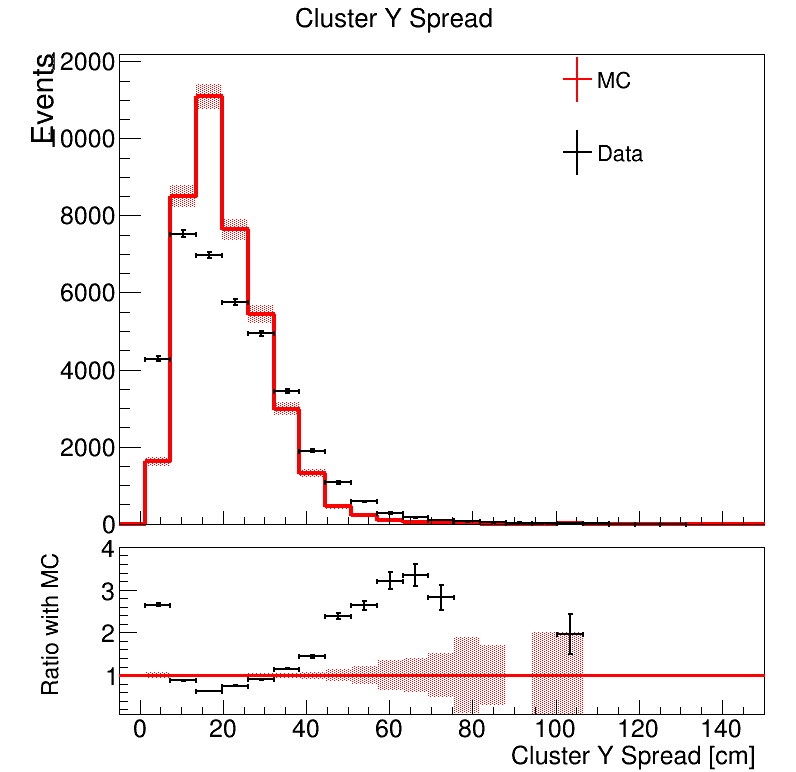 Cluster Y Spread
Events
12000
10000
8000
6000
4000
2000
0
MC
Data
Ratio with MC
4
3
2
1
0 20 40 60 80 100 120 140
Cluster Y Spread [cm]